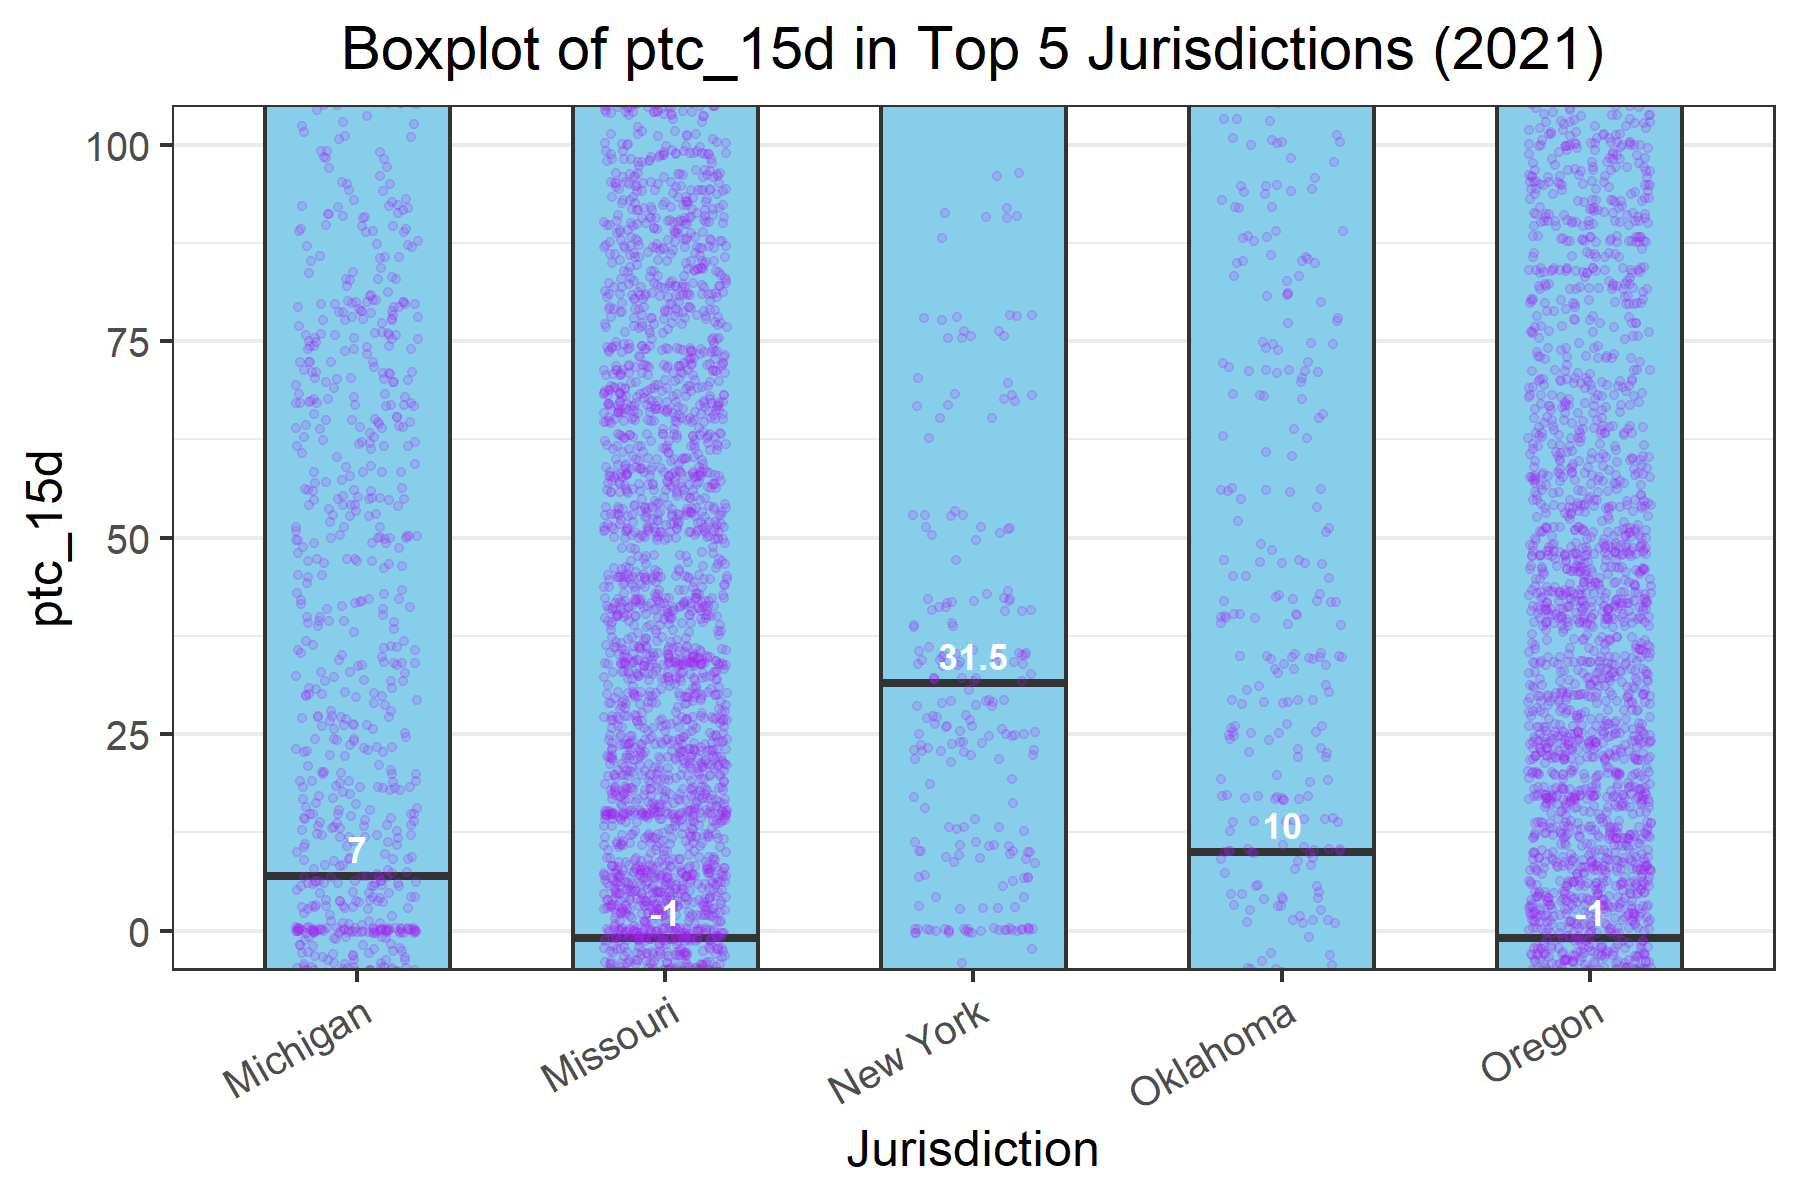 Boxplot of ptc_15d in Top 5 Jurisdictions (2021)
100
75
50
25
0
ptc_15d
7
-1
31.5
10
-1
Michigan
Missouri
New York
Oklahoma
Oregon
Jurisdiction